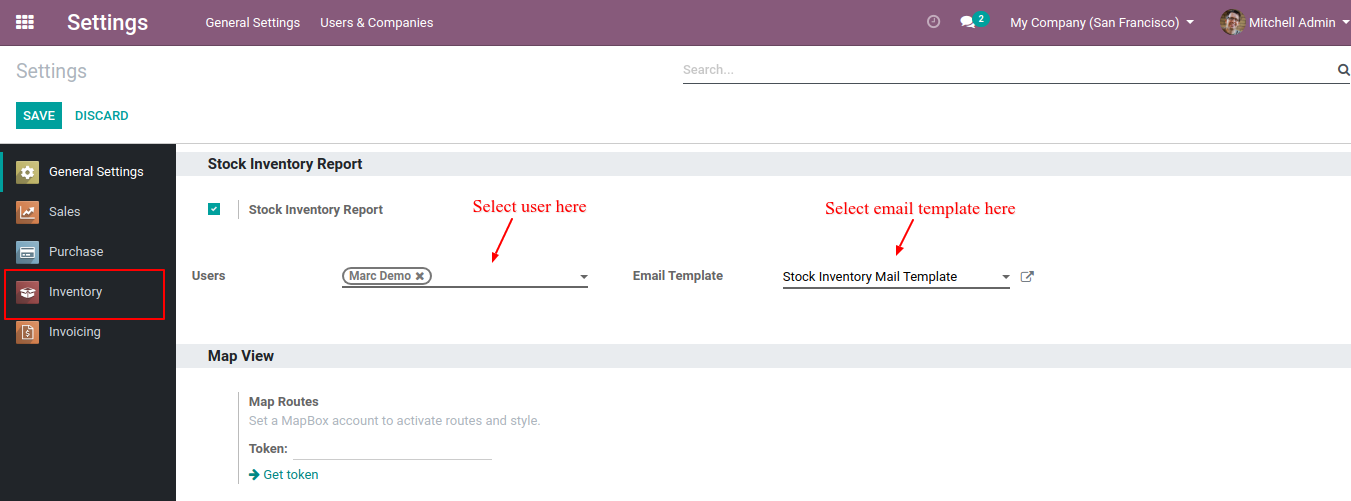 Settings General Settings Users & Companies 2 My Company (San Francisco) Mitchell Admin
Settings Search...
SAVE DISCARD
General Settings
Sales
Purchase
Inventory
Invoicing
Stock Inventory Report
Stock Inventory Report
Select user here
Select email template here
Users Marc Demo Email Template Stock Inventory Mail Template
Map View
Map Routes
Set a MapBox account to activate routes and style.
Token:
Get token